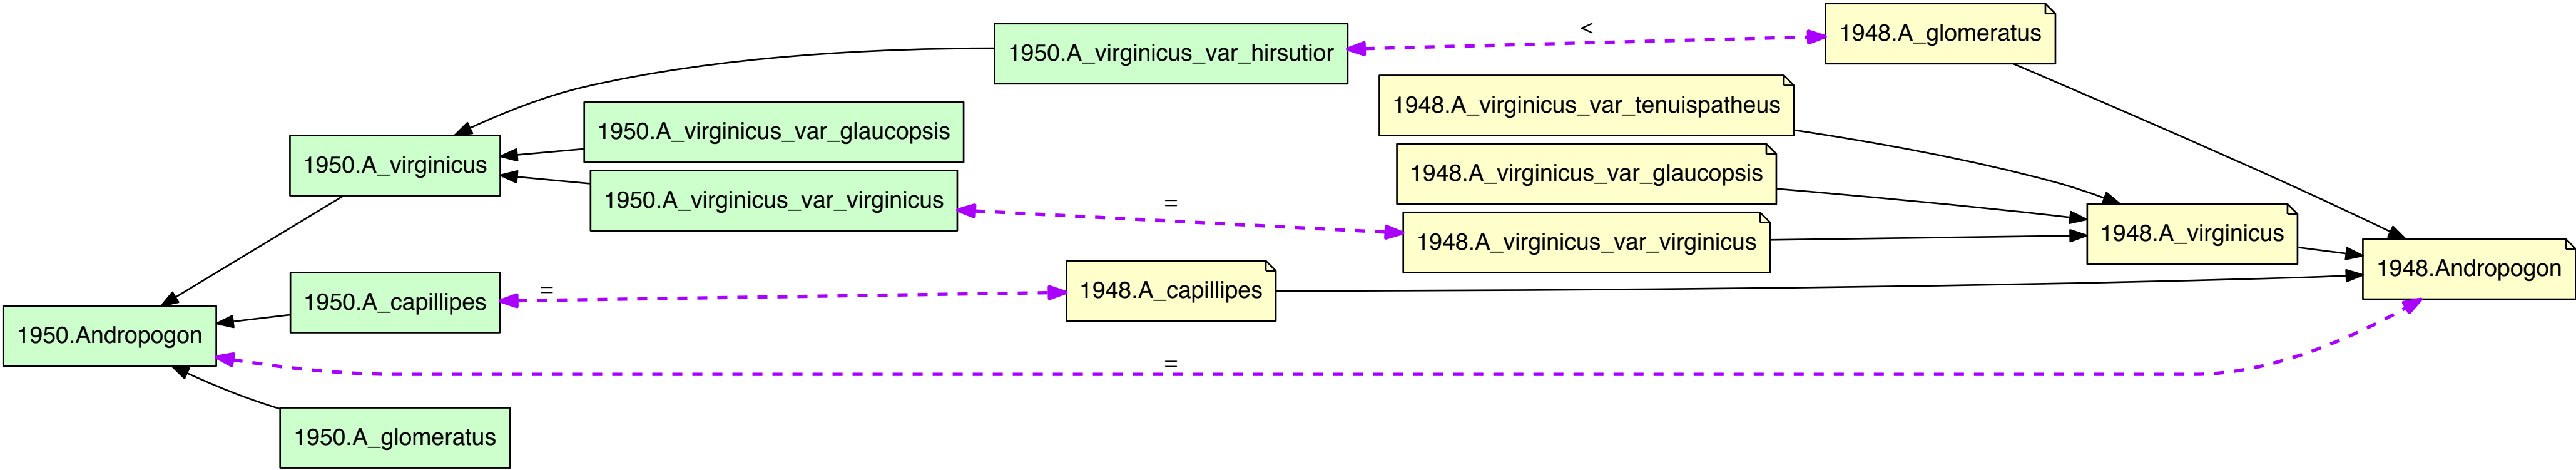 <
1948.A_glomeratus
1950.A_virginicus_var_hirsutior
1948.A_virginicus_var_tenuispatheus
1950.A_virginicus_var_glaucopsis
1950.A_virginicus
1948.A_virginicus_var_glaucopsis
1950.A_virginicus_var_virginicus
=
1948.A_virginicus_var_virginicus
1948.A_virginicus
1948.Andropogon
1950.A_capillipes
=
1948.A_capillipes
1950.Andropogon
=
1950.A_glomeratus